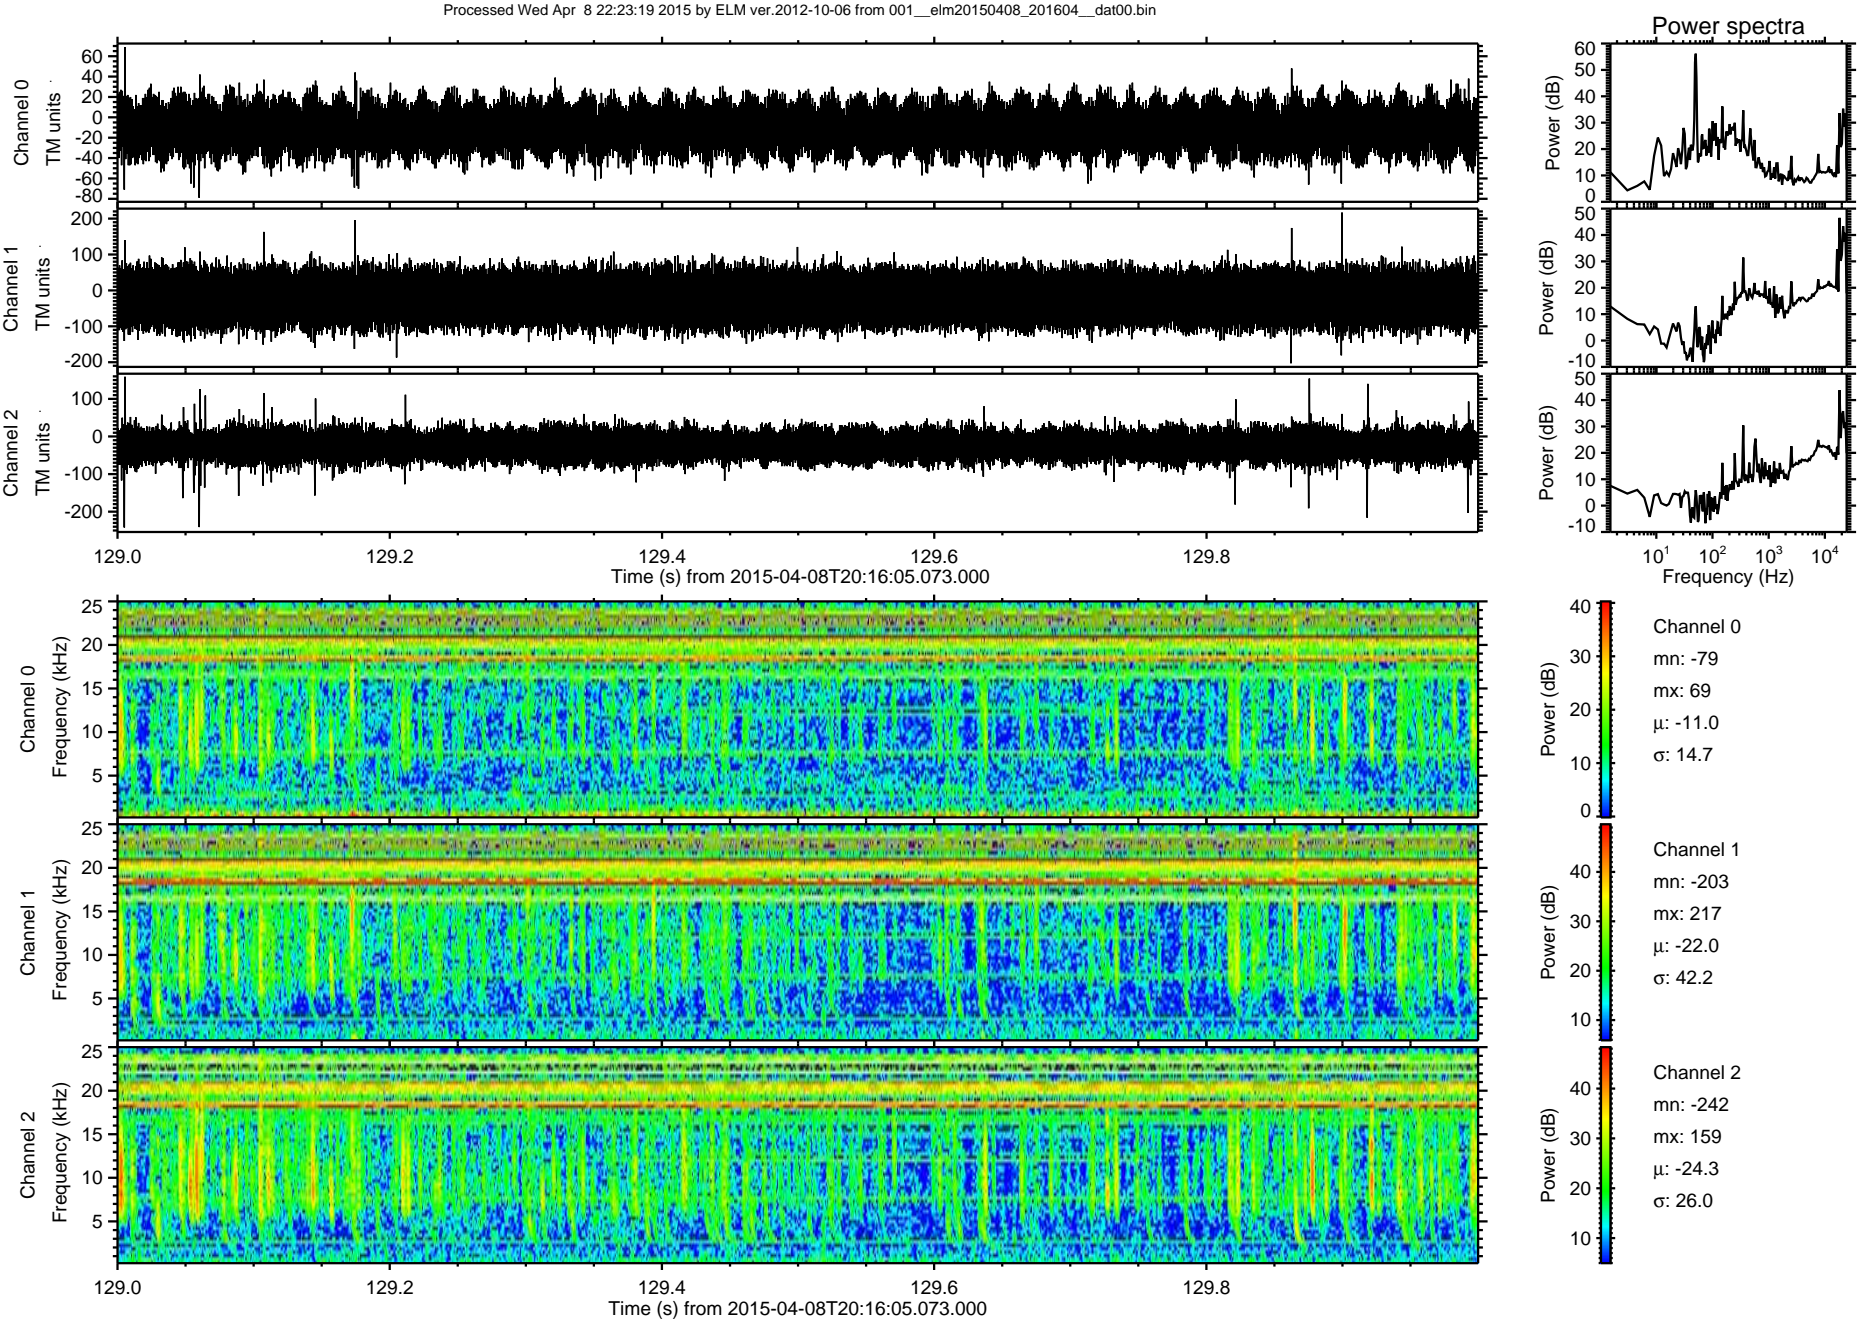 Processed Wed Apr  8 22:23:19 2015 by ELM ver.2012-10-06 from 001__elm20150408_201604__dat00.bin
Power spectra
Channel 0
TM units
60
40
20
0
-20
-40
-60
-80
Power (dB)
60
50
40
30
20
10
0
Channel 1
TM units
200
100
0
-100
-200
Power (dB)
50
40
30
20
10
0
-10
Channel 2
TM units
100
0
-100
-200
Power (dB)
50
40
30
20
10
0
-10
129.0 129.2 129.4 129.6 129.8
Time (s) from 2015-04-08T20:16:05.073.000
10^1 10^2 10^3 10^4
Frequency (Hz)
Channel 0
Frequency (kHz)
25
20
15
10
5
Power (dB)
40
30
20
10
0
Channel 0
mn: -79
mx: 69
μ: -11.0
σ: 14.7
Channel 1
Frequency (kHz)
25
20
15
10
5
Power (dB)
40
30
20
10
Channel 1
mn: -203
mx: 217
μ: -22.0
σ: 42.2
Channel 2
Frequency (kHz)
25
20
15
10
5
Power (dB)
40
30
20
10
Channel 2
mn: -242
mx: 159
μ: -24.3
σ: 26.0
129.0 129.2 129.4 129.6 129.8
Time (s) from 2015-04-08T20:16:05.073.000